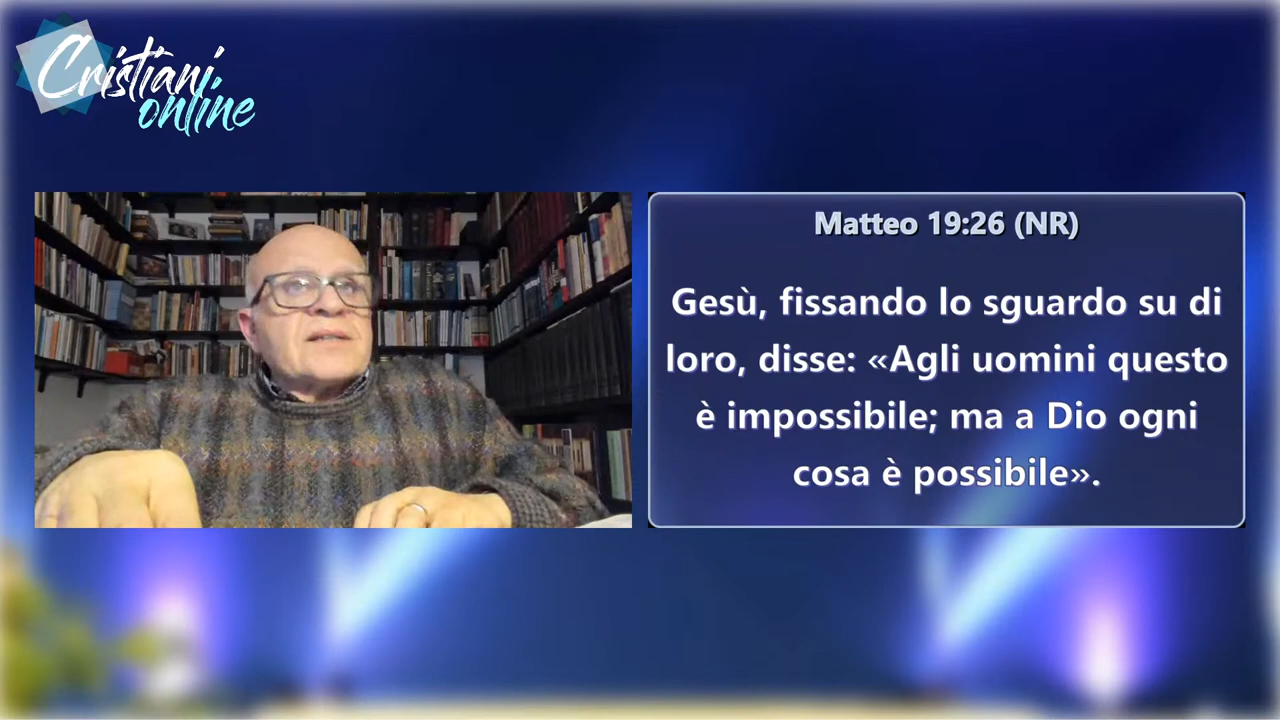 Cristiani
online
Matteo 19:26 (NR)
Gesù, fissando lo sguardo su di
loro, disse: «Agli uomini questo
è impossibile; ma a Dio ogni
cosa è possibile».